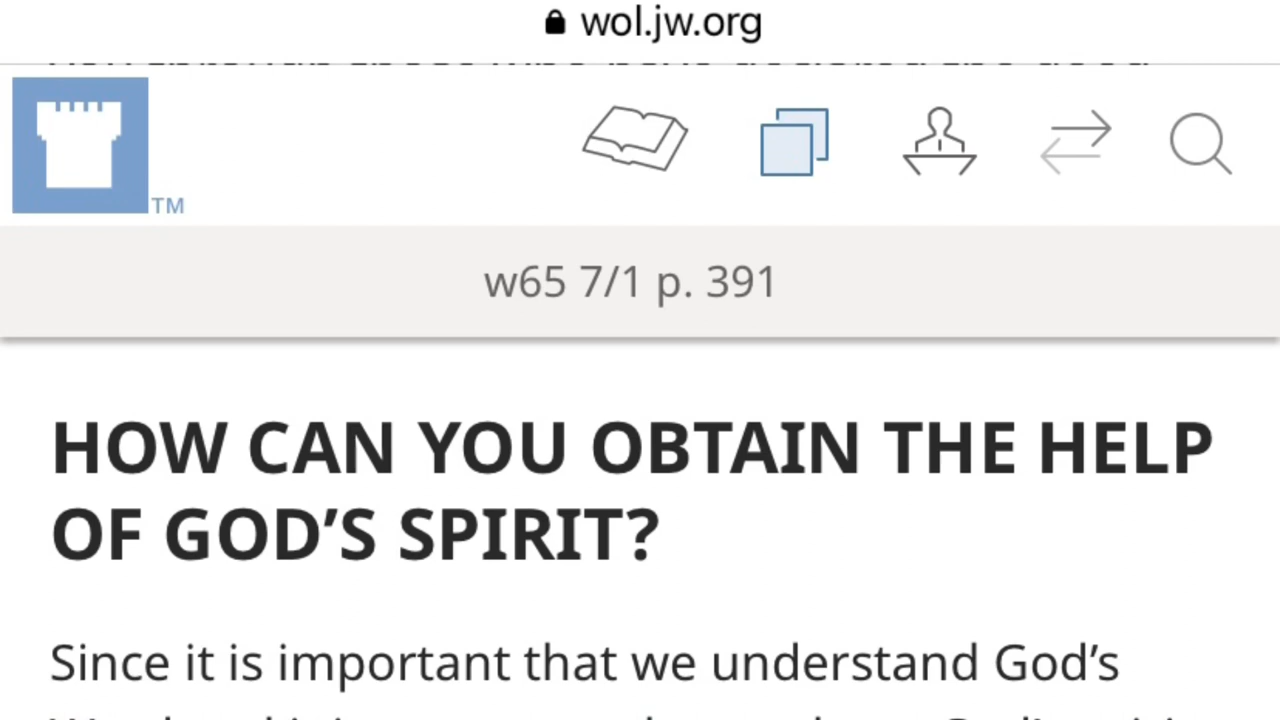 wol.jw.org
TM
w65 7/1 p. 391
HOW CAN YOU OBTAIN THE HELP
OF GOD’S SPIRIT?
Since it is important that we understand God’s